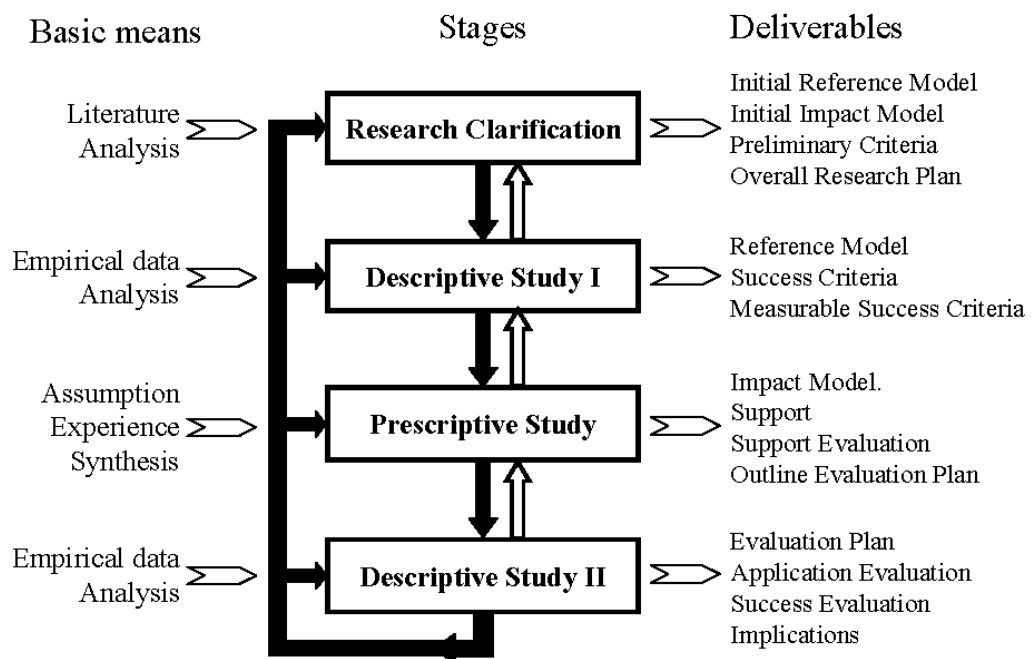 Basic means
Stages
Deliverables
Literature
Analysis
Research Clarification
Initial Reference Model
Initial Impact Model
Preliminary Criteria
Overall Research Plan
Empirical data
Analysis
Descriptive Study I
Reference Model
Success Criteria
Measurable Success Criteria
Assumption
Experience
Synthesis
Prescriptive Study
Impact Model.
Support
Support Evaluation
Outline Evaluation Plan
Empirical data
Analysis
Descriptive Study II
Evaluation Plan
Application Evaluation
Success Evaluation
Implications